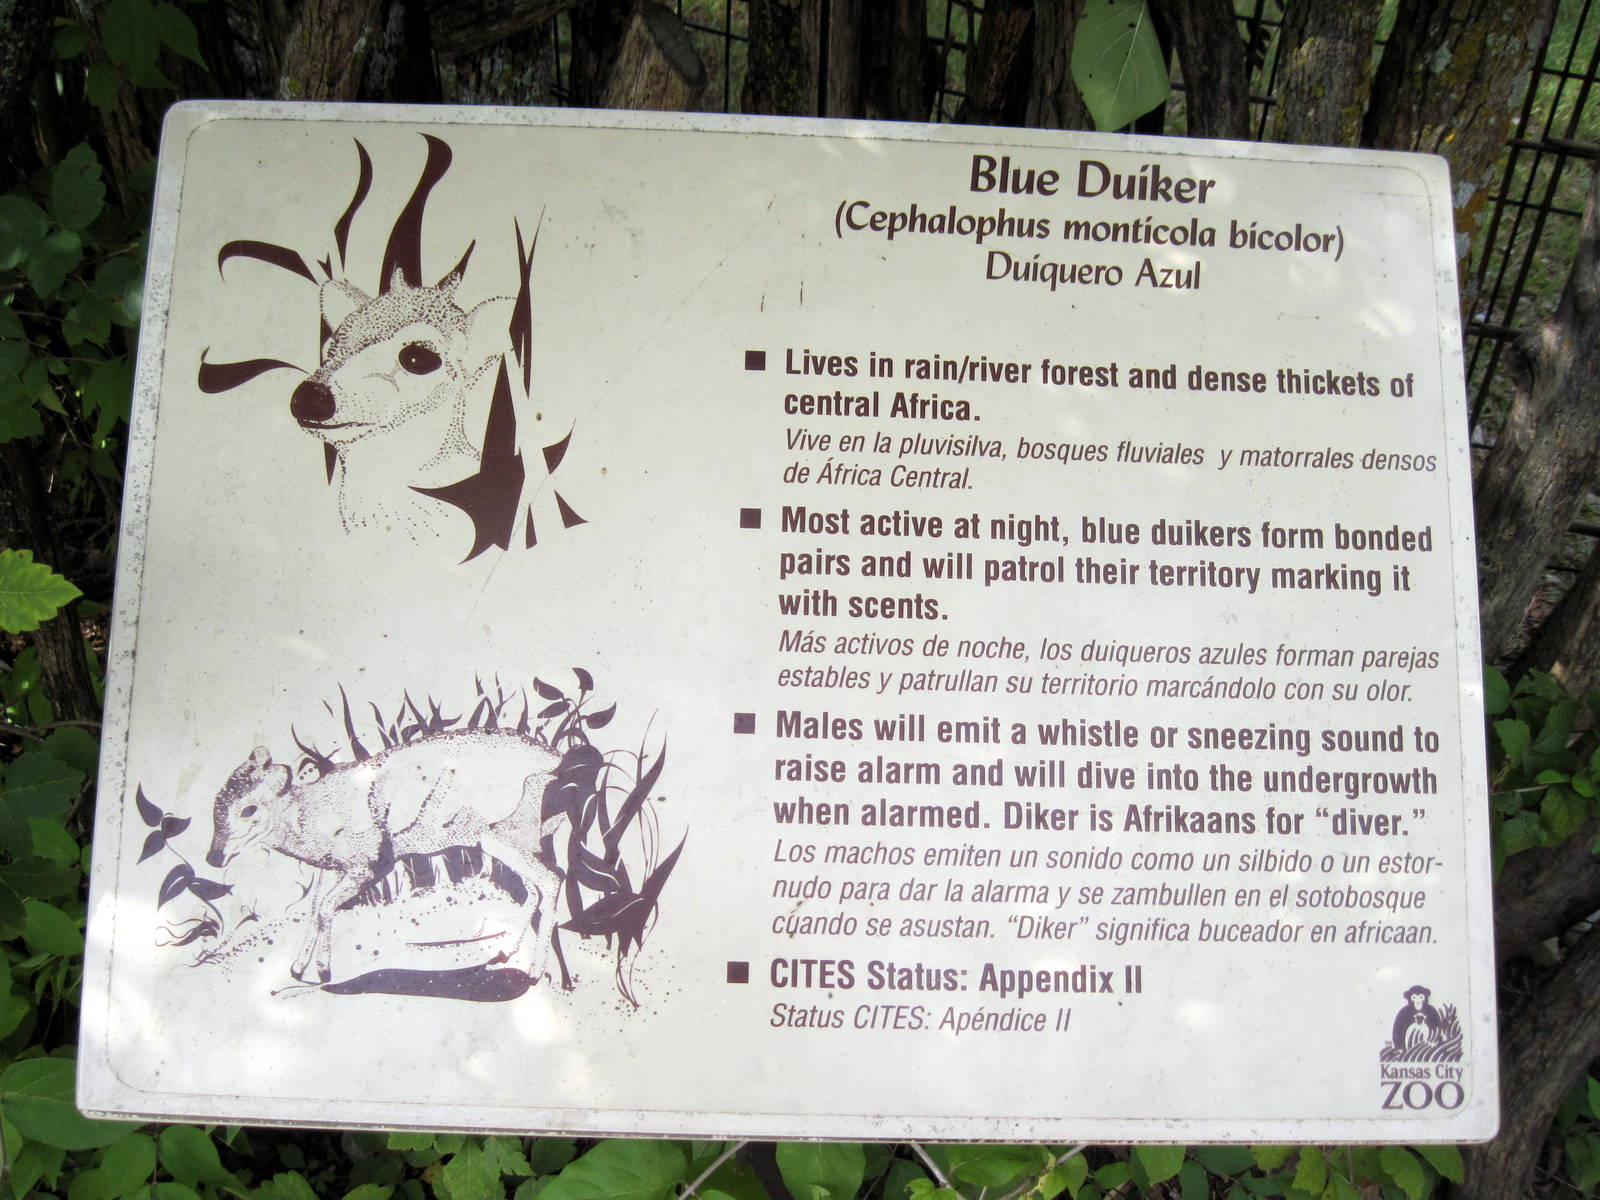 Blue Duiker
(Cephalophus monticola bicolor)
Duiquero Azul
■ Lives in rain/river forest and dense thickets of
central Africa.
Vive en la pluvisilva, bosques fluviales y matorrales densos
de África Central.
■ Most active at night, blue duikers form bonded
pairs and will patrol their territory marking it
with scents.
Más activos de noche, los duiqueros azules forman parejas
estables y patrullan su territorio marcándolo con su olor.
■ Males will emit a whistle or sneezing sound to
raise alarm and will dive into the undergrowth
when alarmed. Diker is Afrikaans for “diver.”
Los machos emiten un sonido como un silbido o un estor-
nudo para dar la alarma y se zambullen en el sotobosque
cuando se asustan. “Diker” significa buceador en africaan.
■ CITES Status: Appendix II
Status CITES: Apéndice II
Kansas City
ZOO